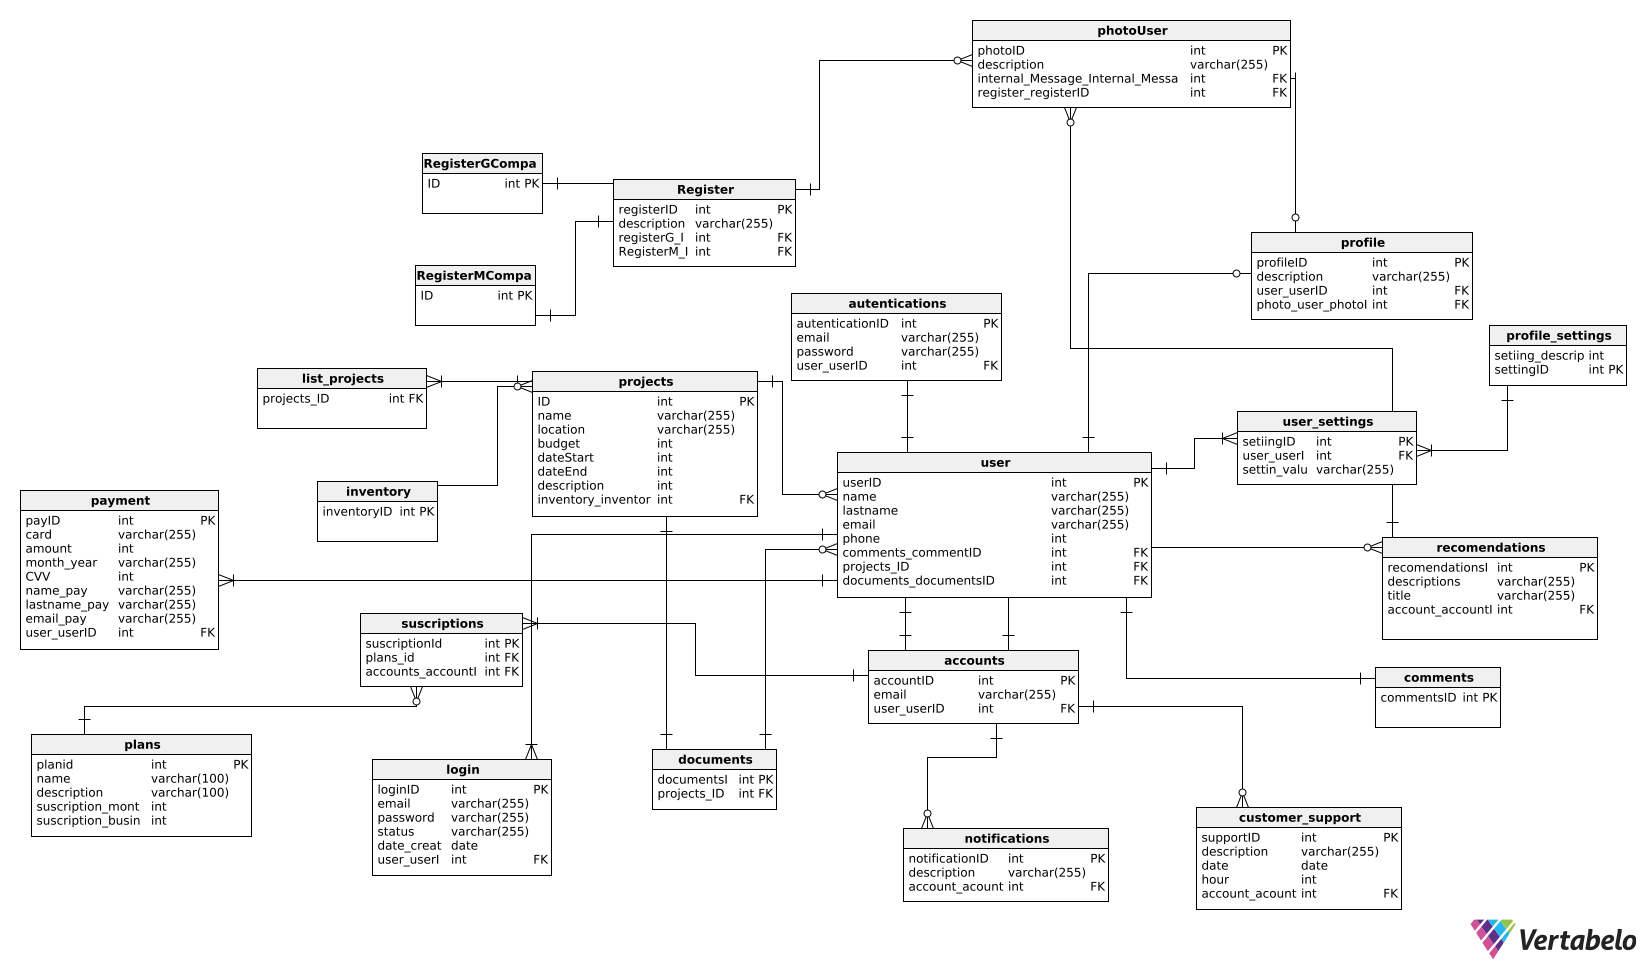 photoUser
photoID int PK
description varchar(255)
internal_Message_Internal_Messa int FK
register_registerID int FK
RegisterGCompa
ID int PK
Register
registerID int PK
description varchar(255)
registerG_I int FK
RegisterM_I int FK
profile
profileID int PK
description varchar(255)
user_userID int FK
photo_user_photoI int FK
RegisterMCompa
ID int PK
autentications
autenticationID int PK
email varchar(255)
password varchar(255)
user_userID int FK
profile_settings
setiing_descrip int
settingID int PK
list_projects
projects_ID int FK
projects
ID int PK
name varchar(255)
location varchar(255)
budget int
dateStart int
dateEnd int
description int
inventory_inventor int FK
user_settings
setiingID int PK
user_userI int FK
settin_valu varchar(255)
user
userID int PK
name varchar(255)
lastname varchar(255)
email varchar(255)
phone int
comments_commentID int FK
projects_ID int FK
documents_documentsID int FK
inventory
inventoryID int PK
payment
payID int PK
card varchar(255)
amount int
month_year varchar(255)
CVV int
name_pay varchar(255)
lastname_pay varchar(255)
email_pay varchar(255)
user_userID int FK
recomendations
recomendationsI int PK
descriptions varchar(255)
title varchar(255)
account_accountI int FK
suscriptions
suscriptionId int PK
plans_id int FK
accounts_accountI int FK
accounts
accountID int PK
email varchar(255)
user_userID int FK
comments
commentsID int PK
plans
planid int PK
name varchar(100)
description varchar(100)
suscription_mont int
suscription_busin int
login
loginID int PK
email varchar(255)
password varchar(255)
status varchar(255)
date_creat date
user_userI int FK
documents
documentsI int PK
projects_ID int FK
notifications
notificationID int PK
description varchar(255)
account_acount int FK
customer_support
supportID int PK
description varchar(255)
date date
hour int
account_acount int FK
Vertabelo